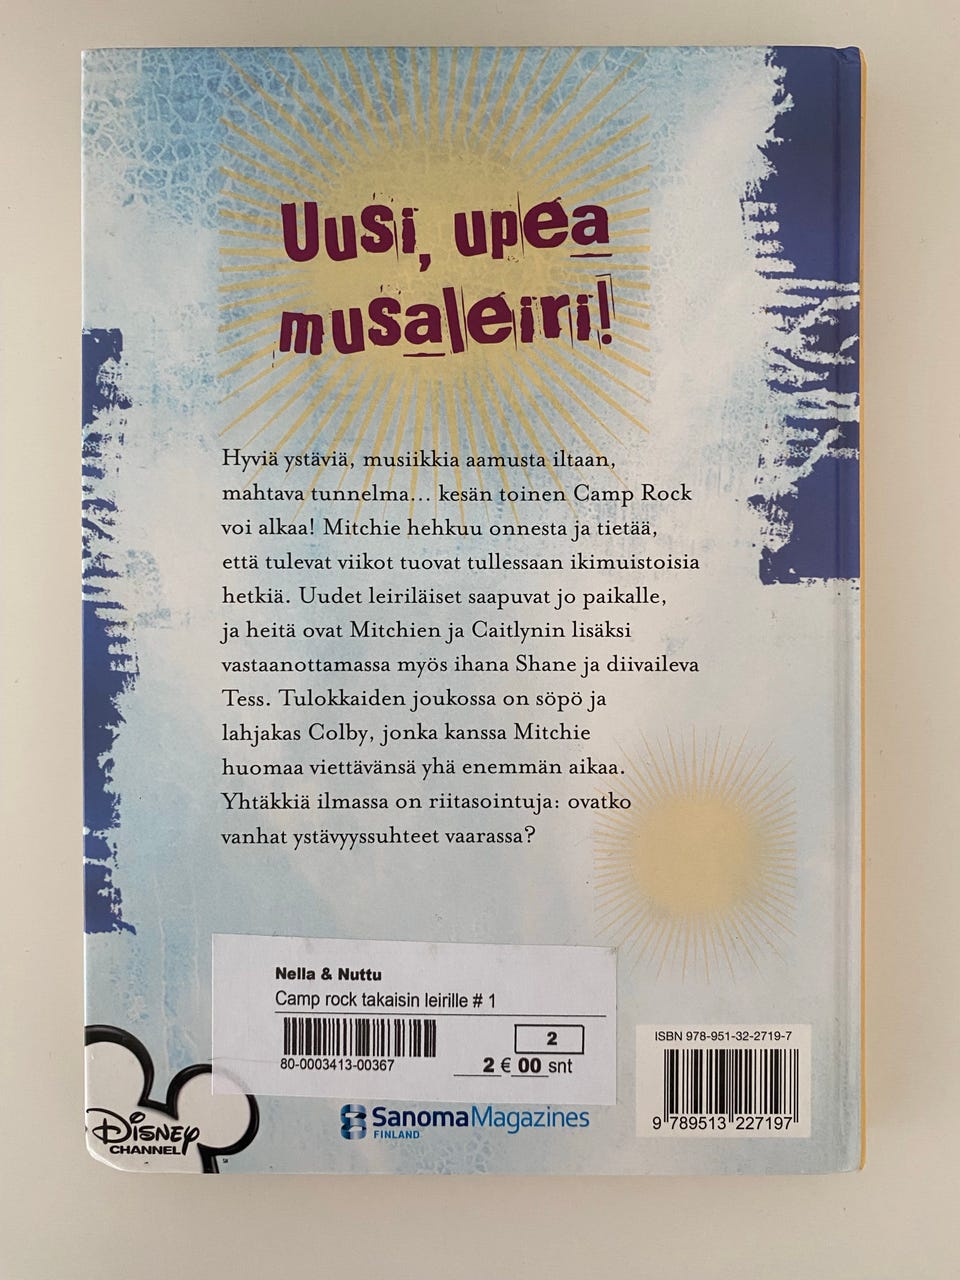 Uusi, upea
musaleiri!
Hyviä ystäviä, musiikkia aamusta iltaan,
mahtava tunnelma... kesän toinen Camp Rock
voi alkaa! Mitchie hehkuu onnesta ja tietää,
että tulevat viikot tuovat tullessaan ikimuistoisia
hetkiä. Uudet leiriläiset saapuvat jo paikalle,
ja heitä ovat Mitchien ja Caitlynin lisäksi
vastaanottamassa myös ihana Shane ja diivaileva
Tess. Tulokkaiden joukossa on söpö ja
lahjakas Colby, jonka kanssa Mitchie
huomaa viettävänsä yhä enemmän aikaa.
Yhtäkkiä ilmassa on riitasointuja: ovatko
vanhat ystävyyssuhteet vaarassa?
Nella & Nuttu
Camp rock takaisin leirille # 1
80-0003413-00367
2
2 € 00 snt
ISBN 978-951-32-2719-7
9 789513 227197
SanomaMagazines
FINLAND
Disney
CHANNEL